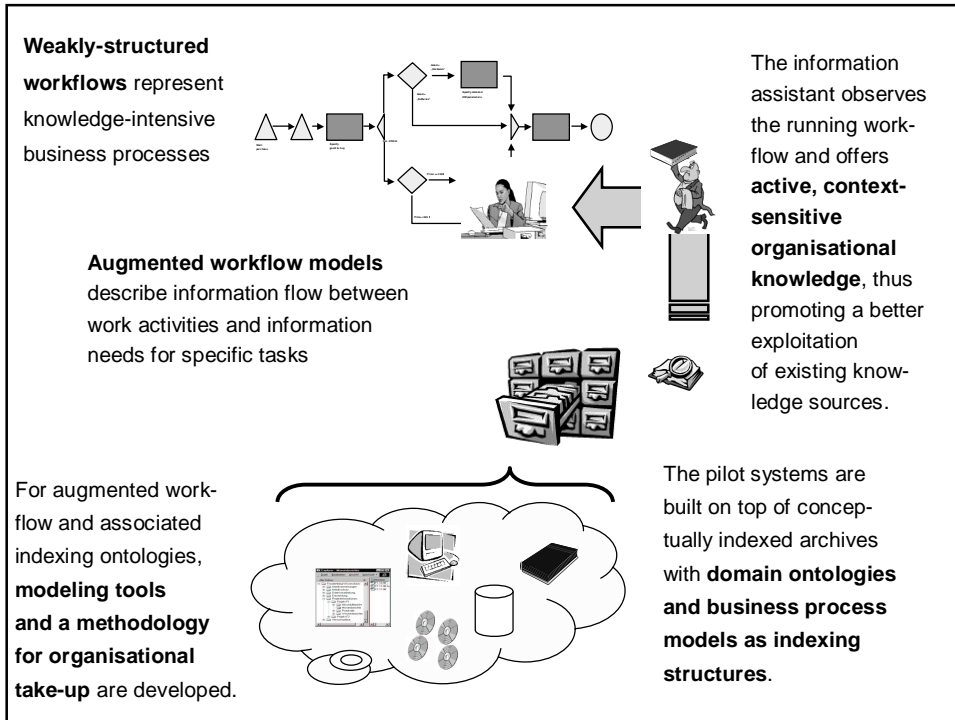 Weakly-structured
workflows represent
knowledge-intensive
business processes
The information
assistant observes
the running work-
flow and offers
active, context-
sensitive
organisational
knowledge, thus
promoting a better
exploitation
of existing know-
ledge sources.
Augmented workflow models
describe information flow between
work activities and information
needs for specific tasks
For augmented work-
flow and associated
indexing ontologies,
modeling tools
and a methodology
for organisational
take-up are developed.
The pilot systems are
built on top of concep-
tually indexed archives
with domain ontologies
and business process
models as indexing
structures.